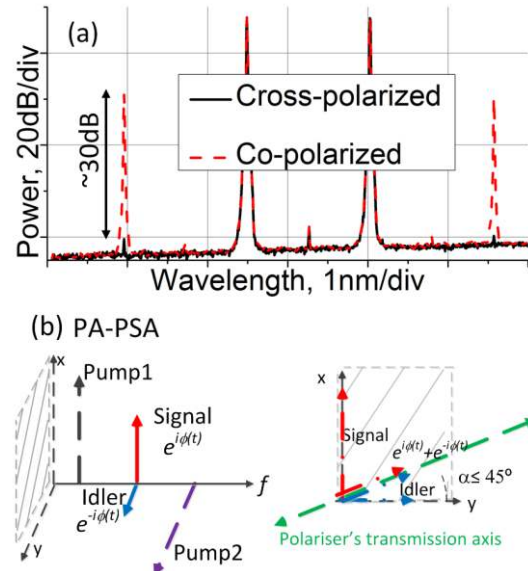 (a)
Cross-polarized
Co-polarized
~30dB
Power, 20dB/div
Wavelength, 1nm/div
(b) PA-PSA
x
Pump1
Signal
e^{iϕ(t)}
f
Idler
e^{-iϕ(t)}
y
Pump2
x
Signal
e^{iϕ(t)}+e^{-iϕ(t)}
Idler
α≤ 45º
y
Polariser's transmission axis